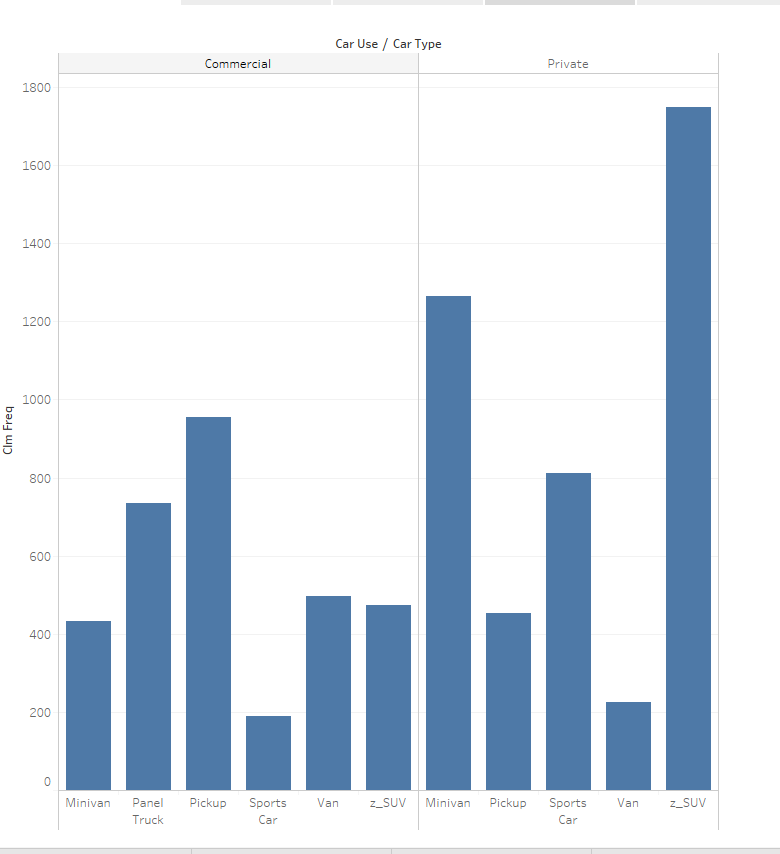 Car Use / Car Type
Commercial
Private
1800
1600
1400
1200
1000
800
600
400
200
0
Clm Freq
Minivan
Panel
Truck
Pickup
Sports
Car
Van
z_SUV
Minivan
Pickup
Sports
Car
Van
z_SUV